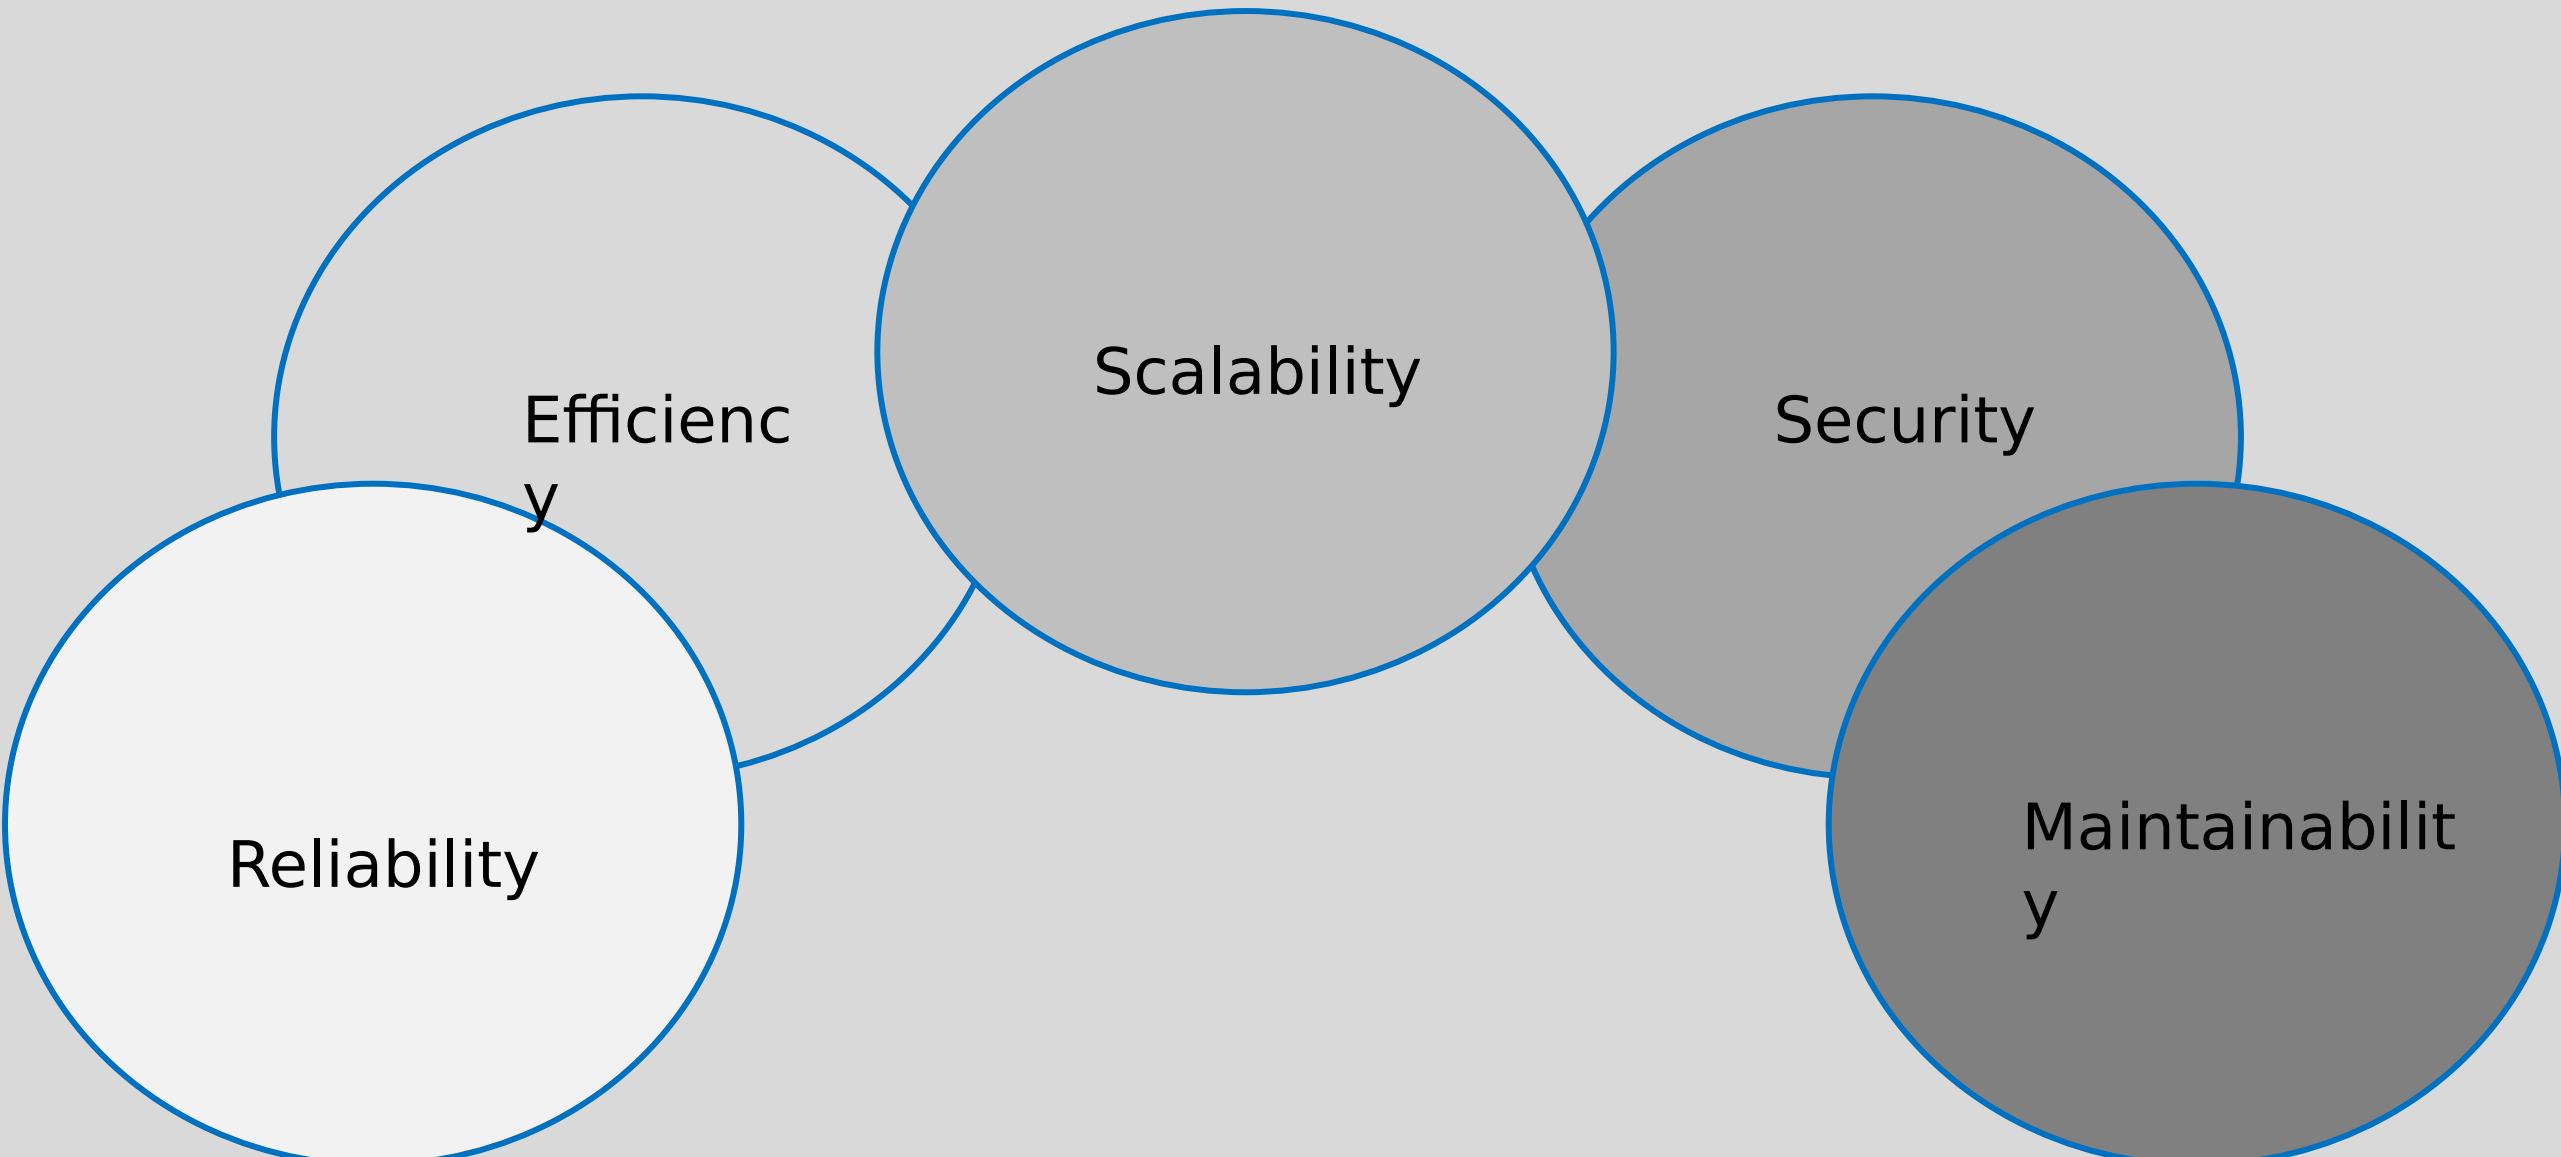 Scalability
Efficienc
y
Security
Reliability
Maintainabilit
y